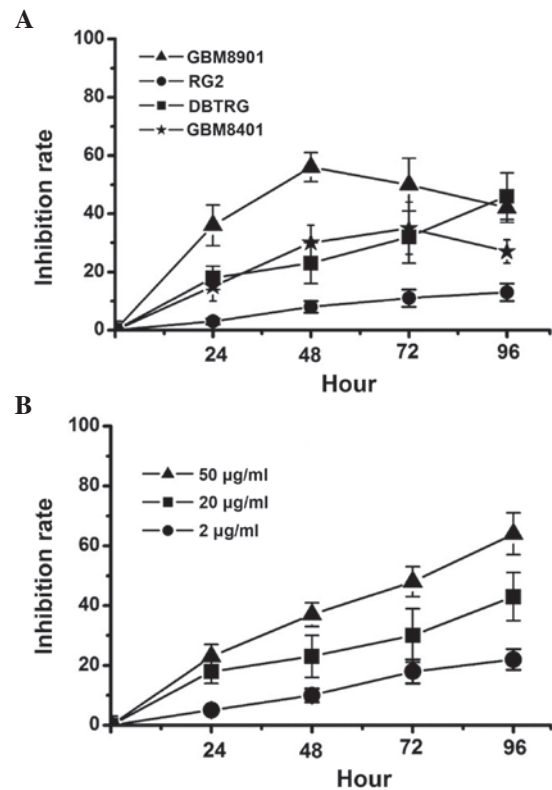 A
100
80
60
40
20
0
Inhibition rate
GBM8901
RG2
DBTRG
GBM8401
24 48 72 96
Hour
B
100
80
60
40
20
0
Inhibition rate
50 µg/ml
20 µg/ml
2 µg/ml
24 48 72 96
Hour